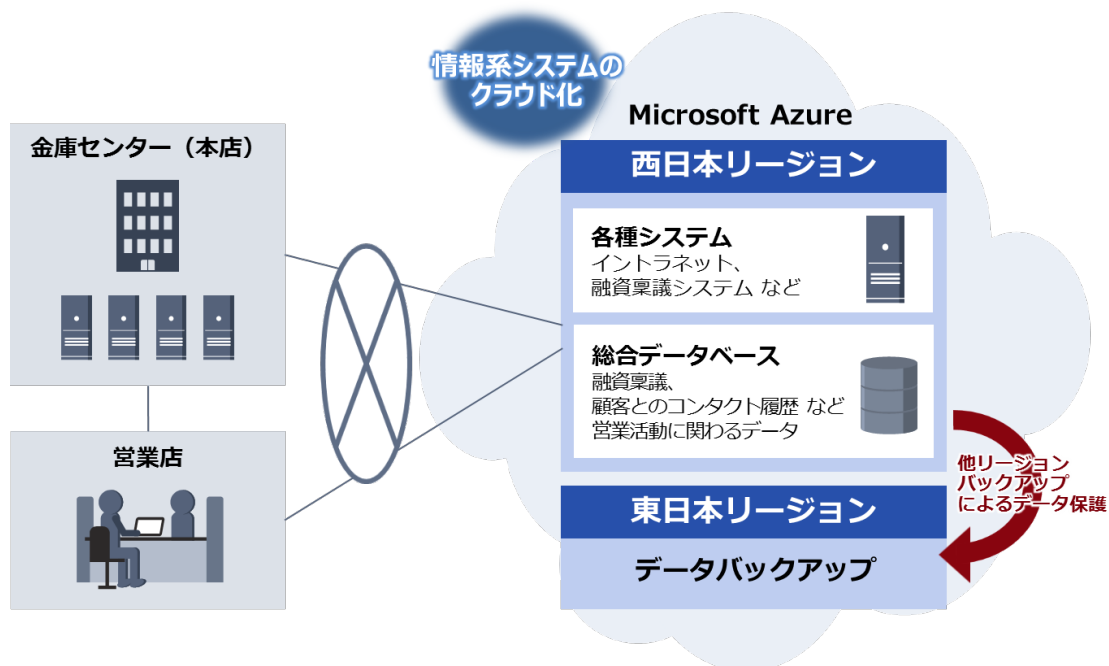 情報系システムの
クラウド化
Microsoft Azure
金庫センター（本店）
営業店
西日本リージョン
各種システム
イントラネット、
融資稟議システム など
総合データベース
融資稟議、
顧客とのコンタクト履歴 など
営業活動に関わるデータ
他リージョン
バックアップ
によるデータ保護
東日本リージョン
データバックアップ